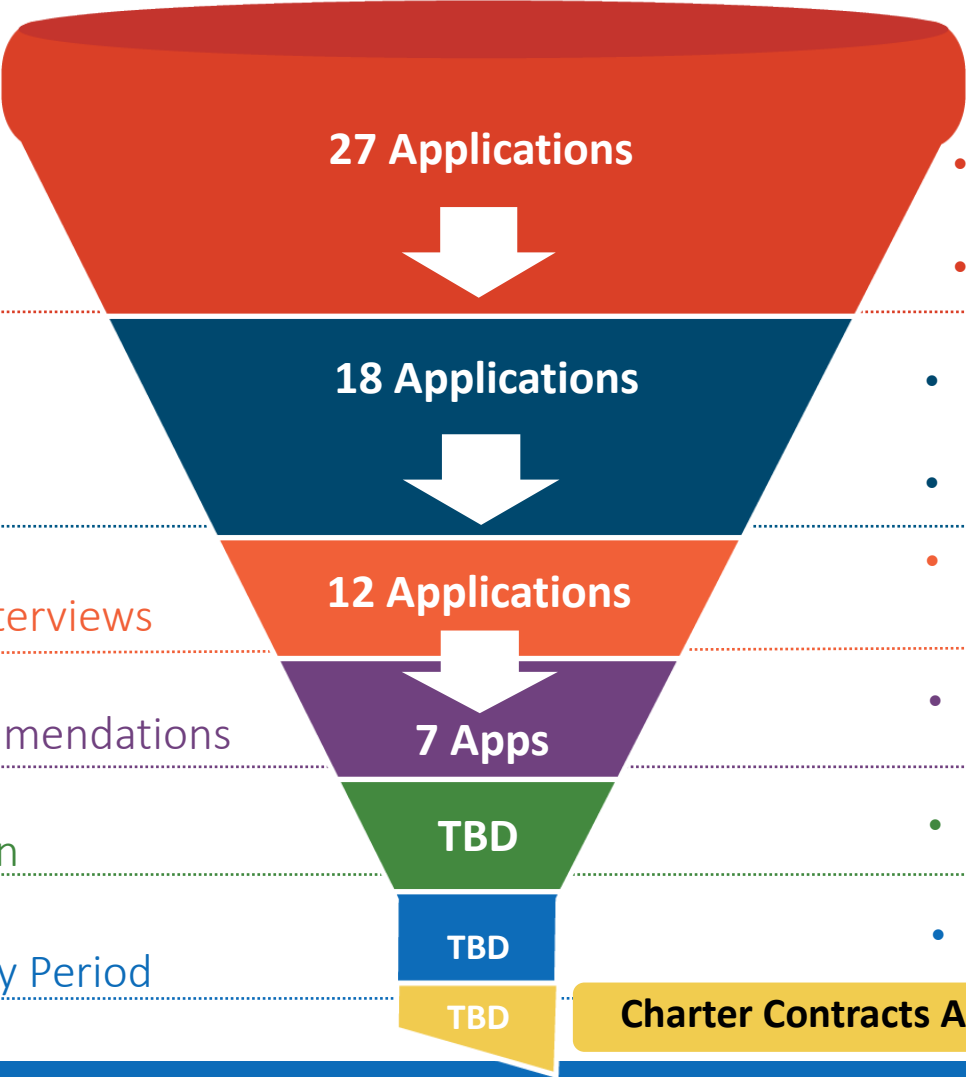 27 Applications
18 Applications
12 Applications
terviews
7 Apps
mendations
TBD
n
TBD
y Period
TBD
Charter Contracts A